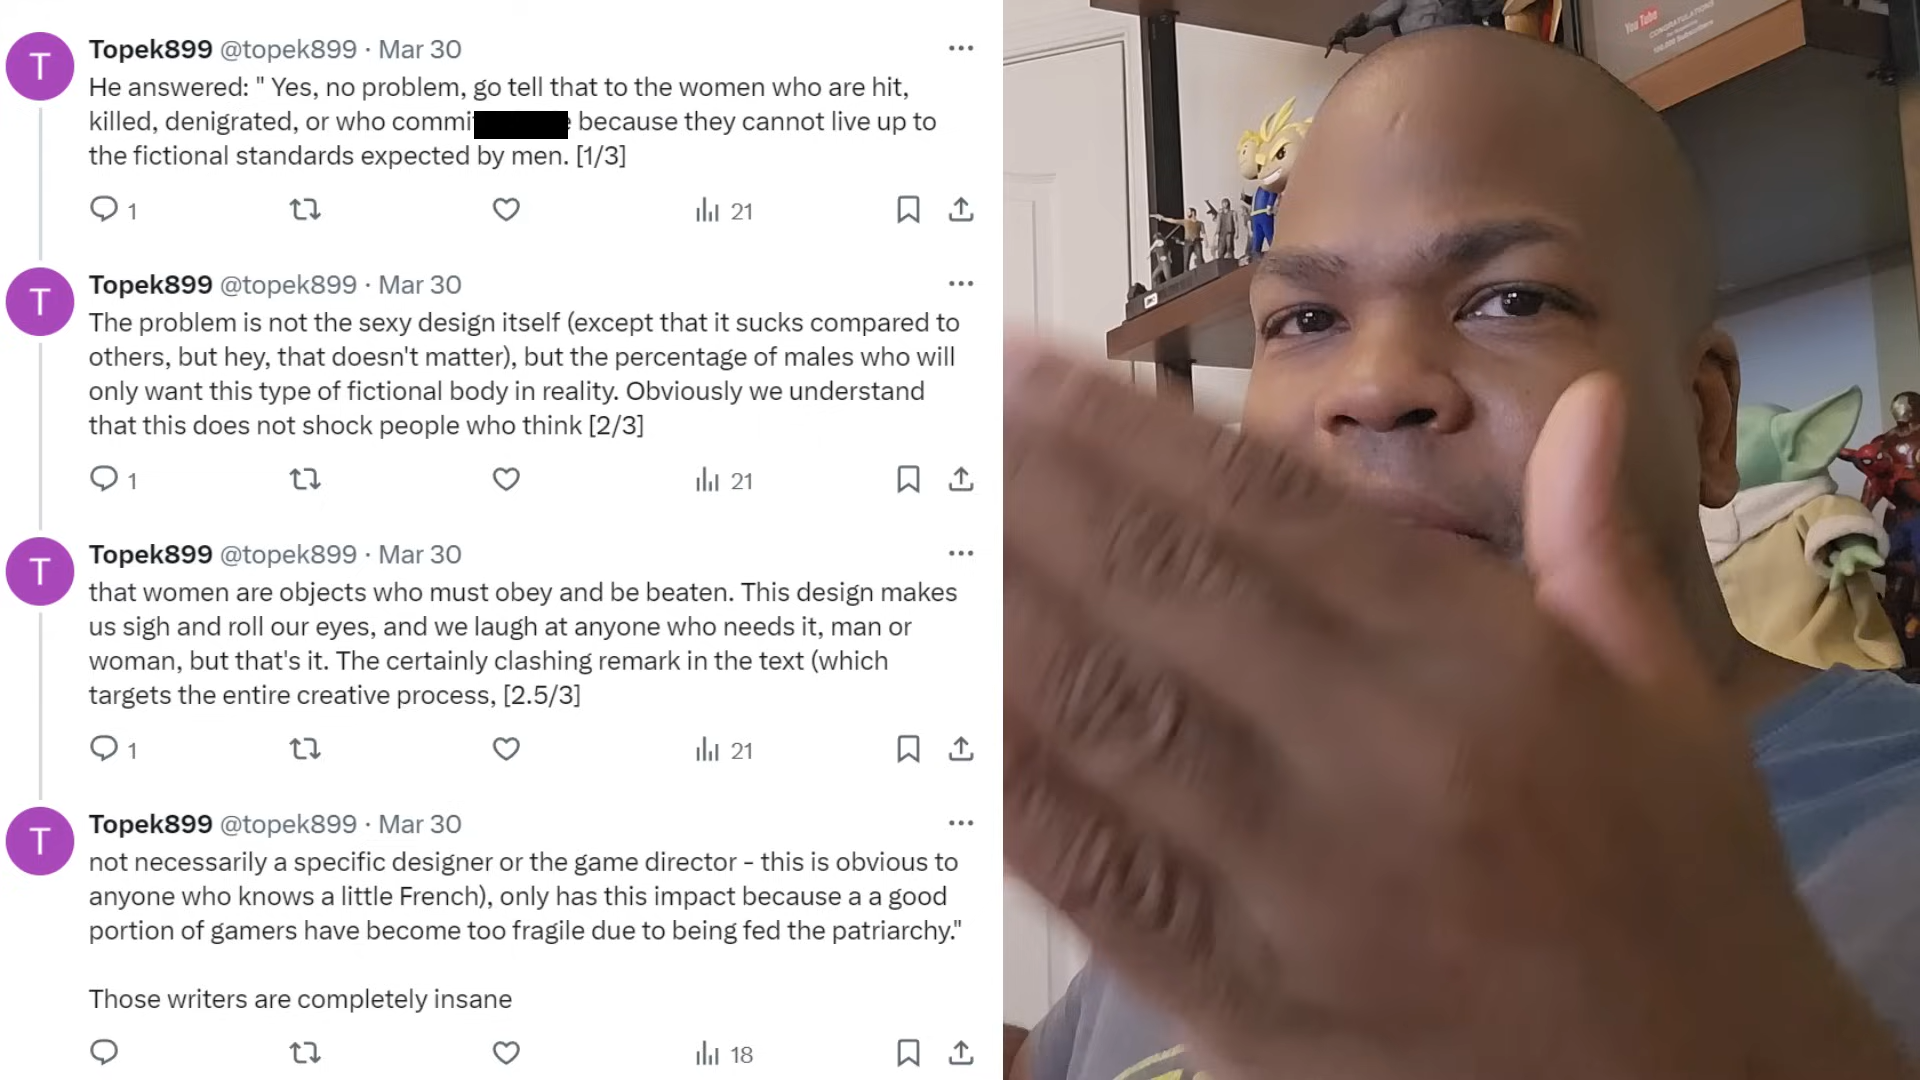 T
Topek899 @topek899 · Mar 30
He answered: " Yes, no problem, go tell that to the women who are hit,
killed, denigrated, or who commi e because they cannot live up to
the fictional standards expected by men. [1/3]
1 21
T
Topek899 @topek899 · Mar 30
The problem is not the sexy design itself (except that it sucks compared to
others, but hey, that doesn't matter), but the percentage of males who will
only want this type of fictional body in reality. Obviously we understand
that this does not shock people who think [2/3]
1 21
T
Topek899 @topek899 · Mar 30
that women are objects who must obey and be beaten. This design makes
us sigh and roll our eyes, and we laugh at anyone who needs it, man or
woman, but that's it. The certainly clashing remark in the text (which
targets the entire creative process, [2.5/3]
1 21
T
Topek899 @topek899 · Mar 30
not necessarily a specific designer or the game director - this is obvious to
anyone who knows a little French), only has this impact because a a good
portion of gamers have become too fragile due to being fed the patriarchy."
Those writers are completely insane
18
YouTube
CONGRATULATIONS
100,000 Subscribers